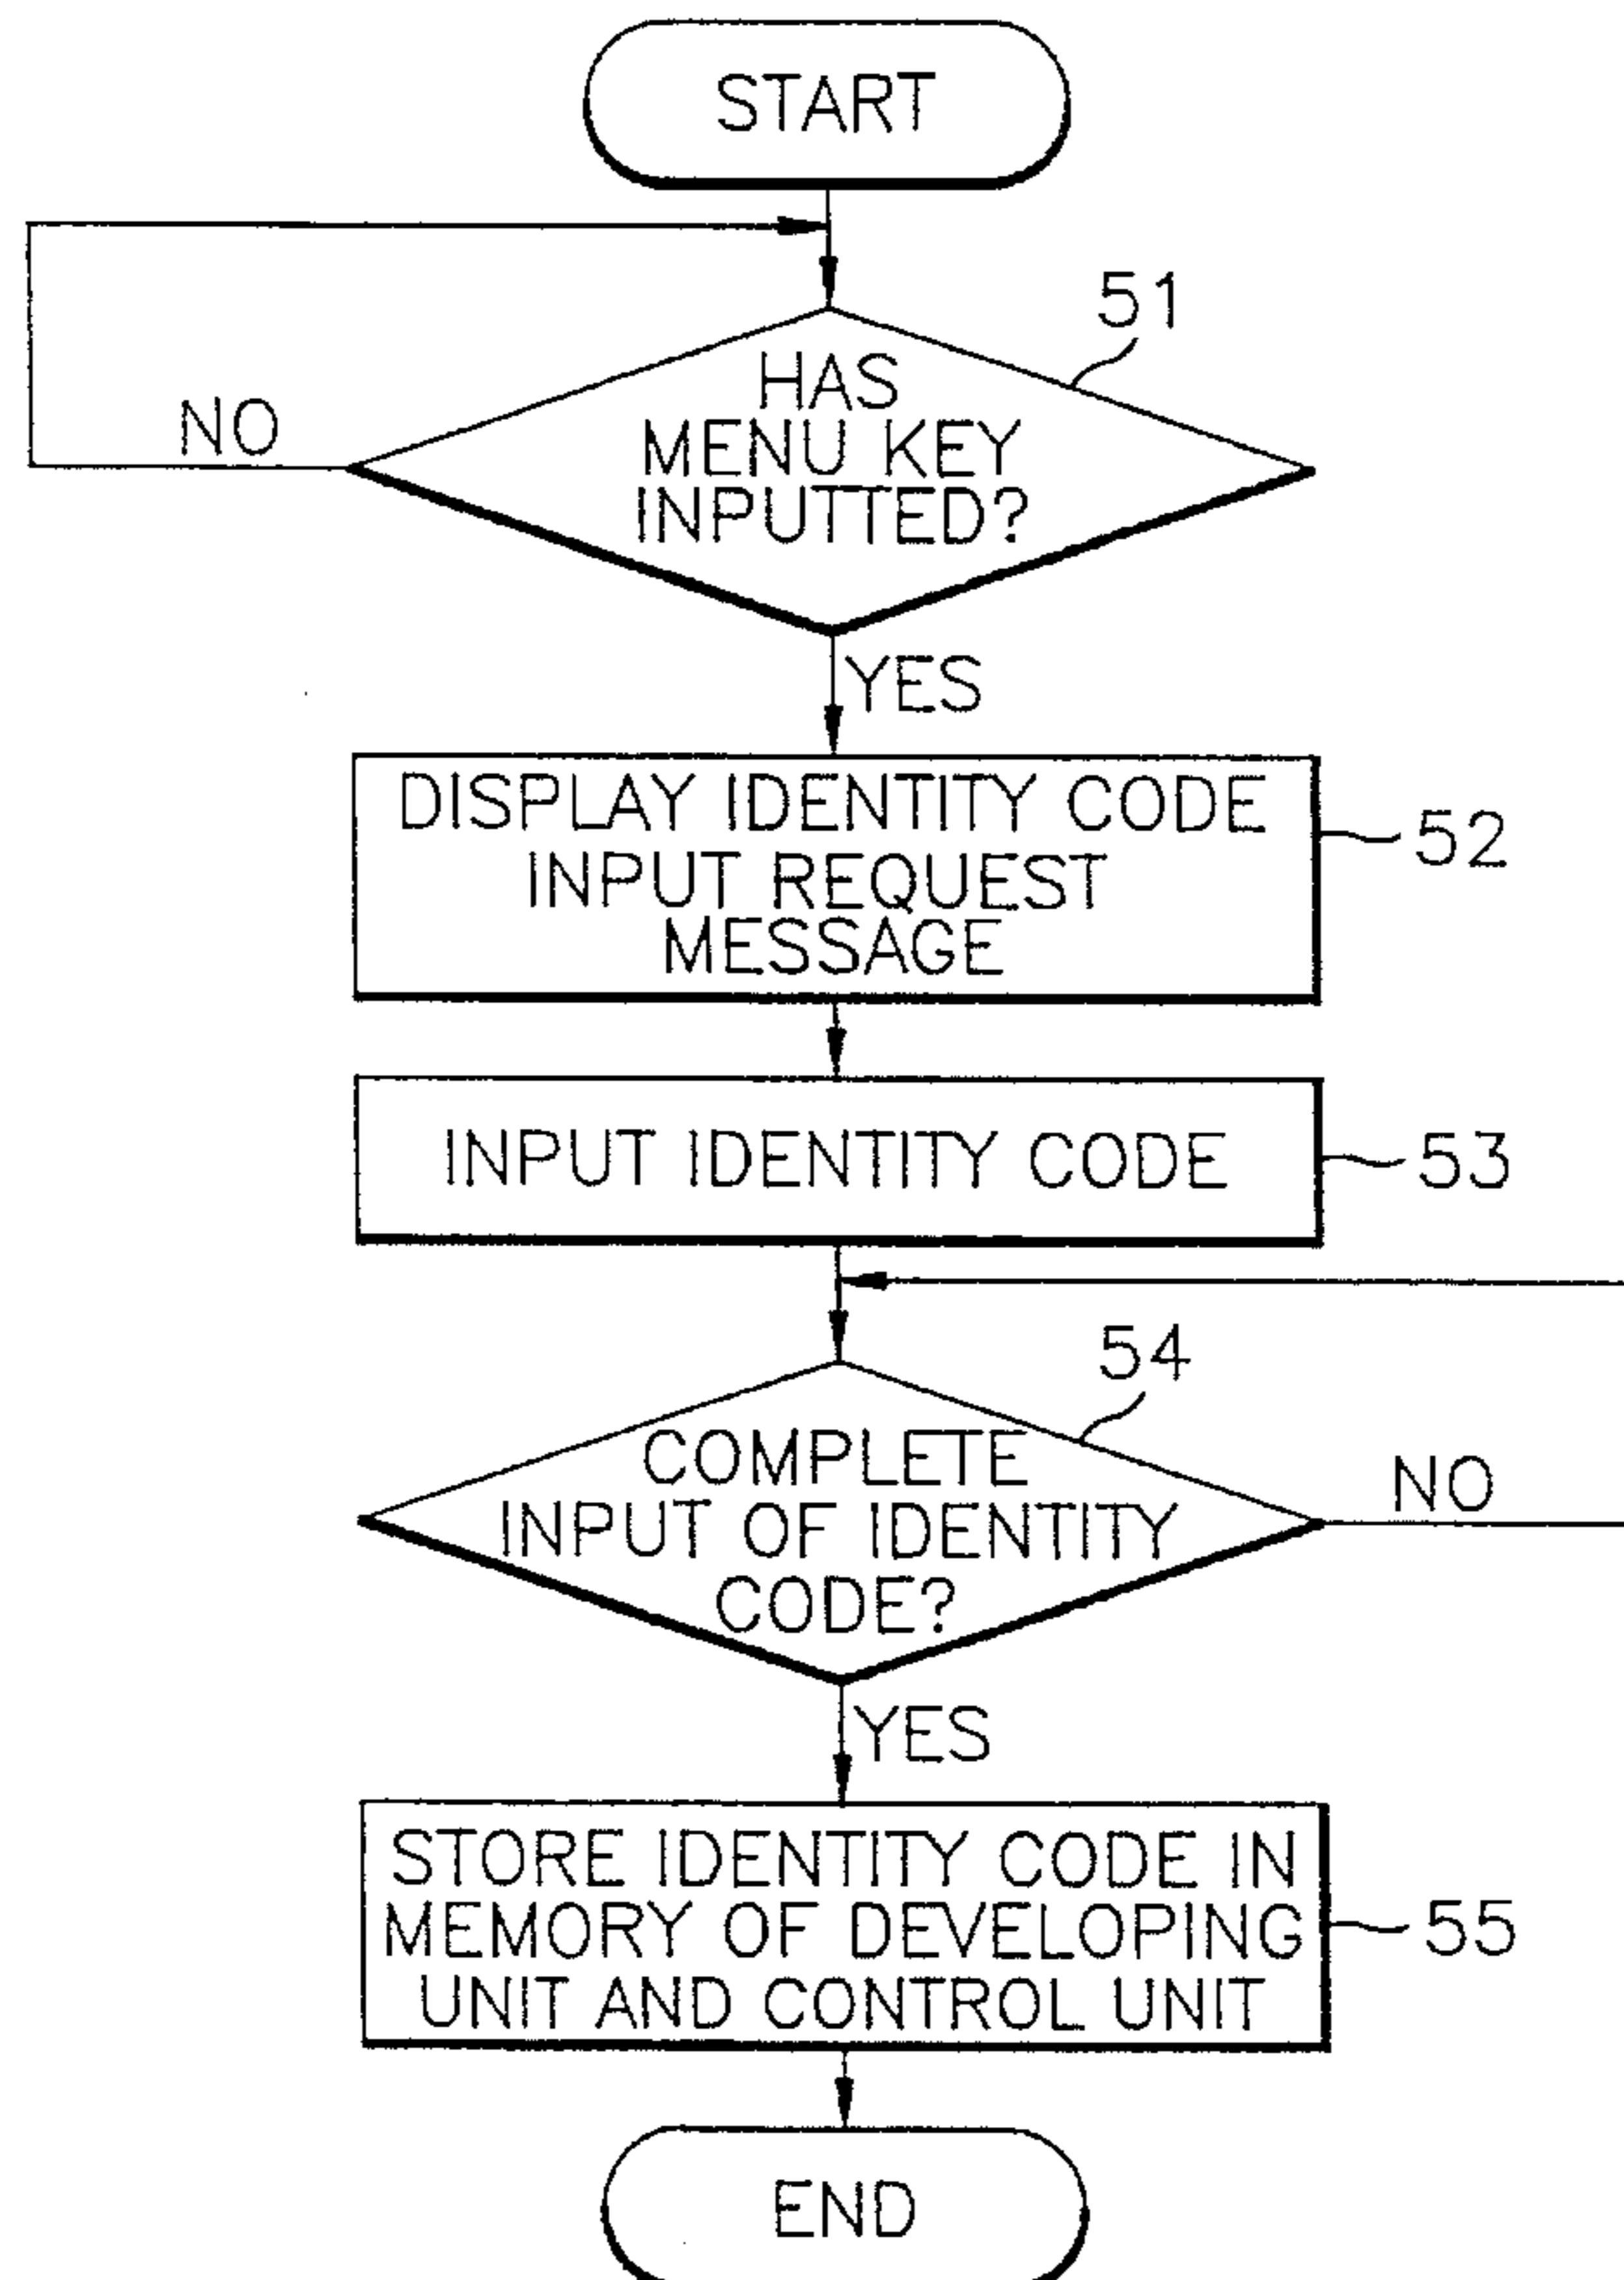 START
51
HAS
MENU KEY
INPUTTED?
NO
YES
DISPLAY IDENTITY CODE
INPUT REQUEST
MESSAGE
52
INPUT IDENTITY CODE
53
54
COMPLETE
INPUT OF IDENTITY
CODE?
NO
YES
STORE IDENTITY CODE IN
MEMORY OF DEVELOPING
UNIT AND CONTROL UNIT
55
END